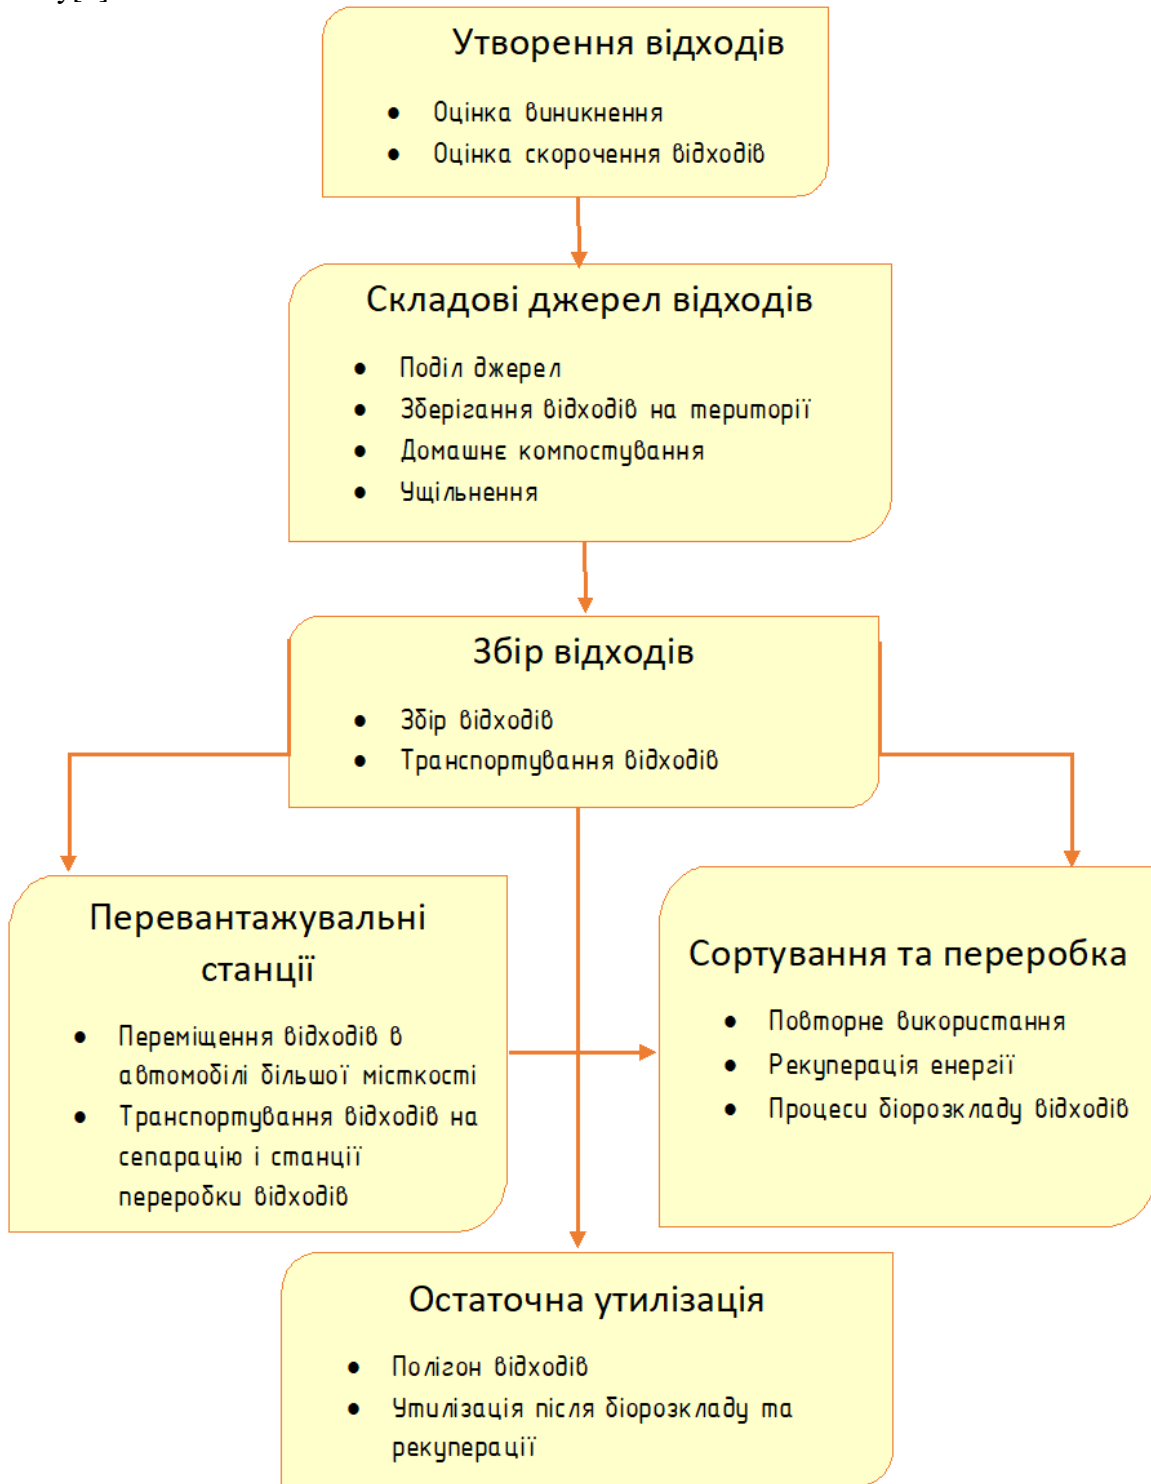 Утворення відходів
● Оцінка виникнення
● Оцінка скорочення відходів
Складові джерел відходів
● Поділ джерел
● Зберігання відходів на території
● Домашнє компостування
● Ущільнення
Збір відходів
● Збір відходів
● Транспортування відходів
Перевантажувальні
станції
● Переміщення відходів в
автомобілі більшої місткості
● Транспортування відходів на
сепарацію і станції
переробки відходів
Сортування та переробка
● Повторне використання
● Рекуперація енергії
● Процеси біорозкладу відходів
Остаточна утилізація
● Полігон відходів
● Утилізація після біорозкладу та
рекуперації